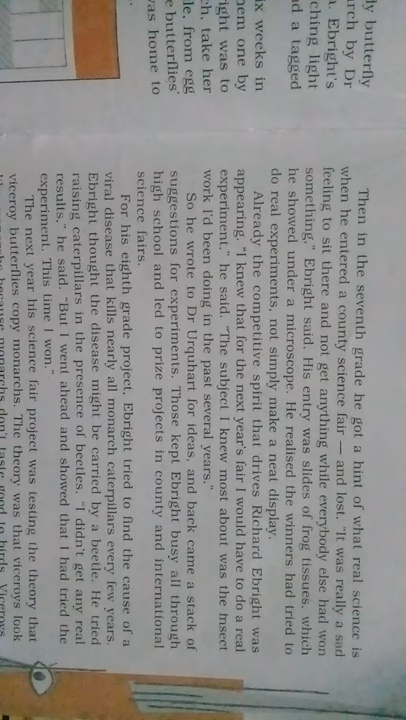 ly butterfly
rch by Dr
a. Ebright's
ching light
d a tagged
ix weeks in
hem one by
ight was to
ch, take her
le, from egg
e butterflies'
was home to
Then in the seventh grade he got a hint of what real science is
when he entered a county science fair — and lost. "It was really a sad
feeling to sit there and not get anything while everybody else had won
something," Ebright said. His entry was slides of frog tissues, which
he showed under a microscope. He realised the winners had tried to
do real experiments, not simply make a neat display.
Already the competitive spirit that drives Richard Ebright was
appearing. "I knew that for the next year's fair I would have to do a real
experiment," he said. "The subject I knew most about was the insect
work I'd been doing in the past several years."
So he wrote to Dr Urquhart for ideas, and back came a stack of
suggestions for experiments. Those kept Ebright busy all through
high school and led to prize projects in county and international
science fairs.
For his eighth grade project, Ebright tried to find the cause of a
viral disease that kills nearly all monarch caterpillars every few years.
Ebright thought the disease might be carried by a beetle. He tried
raising caterpillars in the presence of beetles. "I didn't get any real
results," he said. "But I went ahead and showed that I had tried the
experiment. This time I won."
The next year his science fair project was testing the theory that
viceroy butterflies copy monarchs. The theory was that viceroys look
because monarchs don't taste good to birds. Viceroys